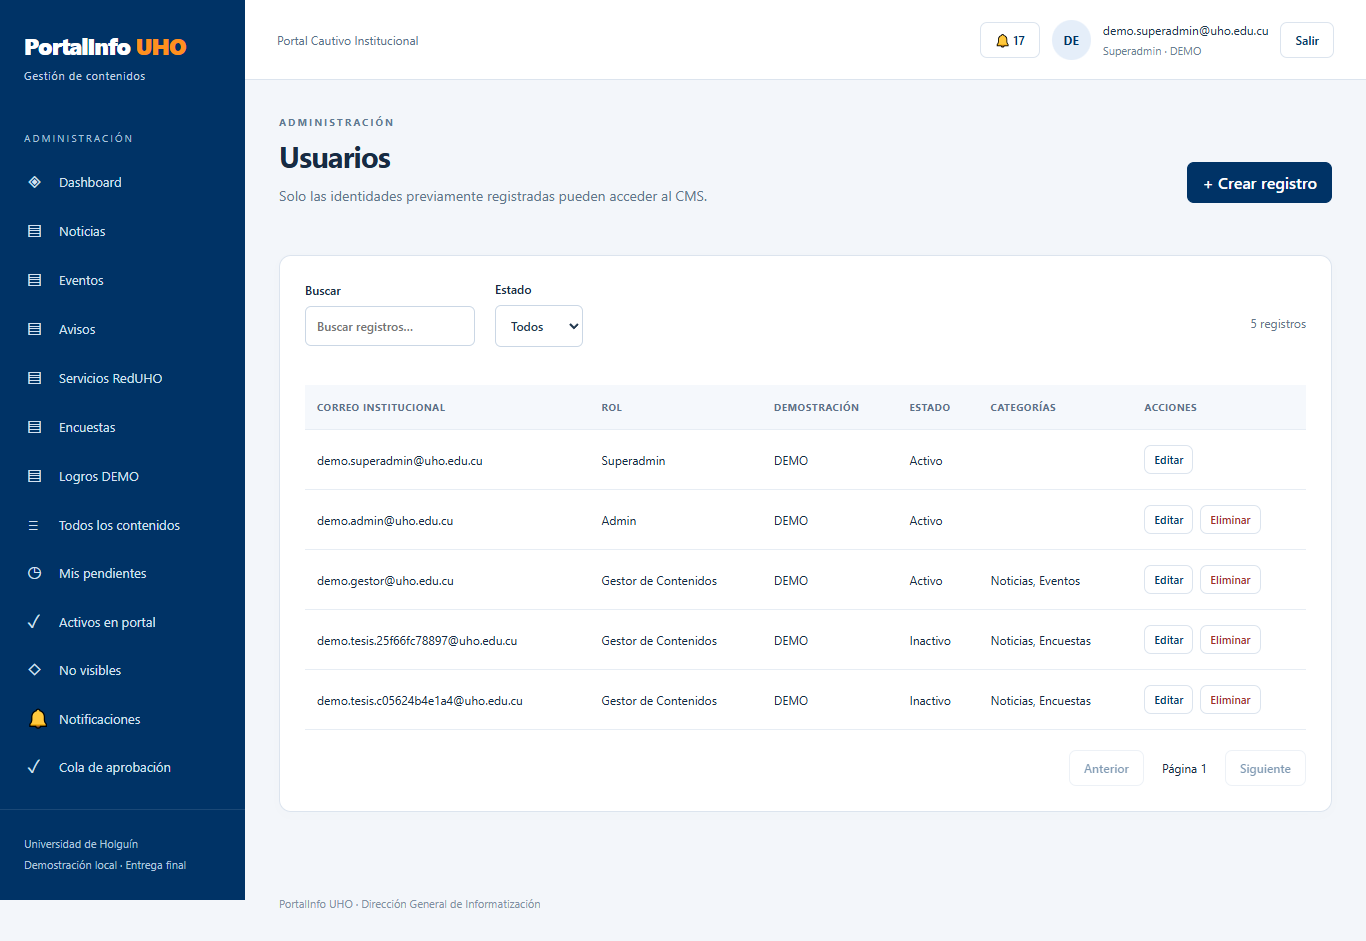 PortalInfo UHO
Gestión de contenidos
ADMINISTRACIÓN
Dashboard
Noticias
Eventos
Avisos
Servicios RedUHO
Encuestas
Logros DEMO
Todos los contenidos
Mis pendientes
Activos en portal
No visibles
Notificaciones
Cola de aprobación
Universidad de Holguín
Demostración local · Entrega final
Portal Cautivo Institucional
17
DE
demo.superadmin@uho.edu.cu
Superadmin · DEMO
Salir
ADMINISTRACIÓN
Usuarios
Solo las identidades previamente registradas pueden acceder al CMS.
+ Crear registro
Buscar
Estado
Buscar registros...
Todos
5 registros
CORREO INSTITUCIONAL ROL DEMOSTRACIÓN ESTADO CATEGORÍAS ACCIONES
demo.superadmin@uho.edu.cu Superadmin DEMO Activo Editar
demo.admin@uho.edu.cu Admin DEMO Activo Editar Eliminar
demo.gestor@uho.edu.cu Gestor de Contenidos DEMO Activo Noticias, Eventos Editar Eliminar
demo.tesis.25f66fc78897@uho.edu.cu Gestor de Contenidos DEMO Inactivo Noticias, Encuestas Editar Eliminar
demo.tesis.c05624b4e1a4@uho.edu.cu Gestor de Contenidos DEMO Inactivo Noticias, Encuestas Editar Eliminar
Anterior Página 1 Siguiente
PortalInfo UHO · Dirección General de Informatización